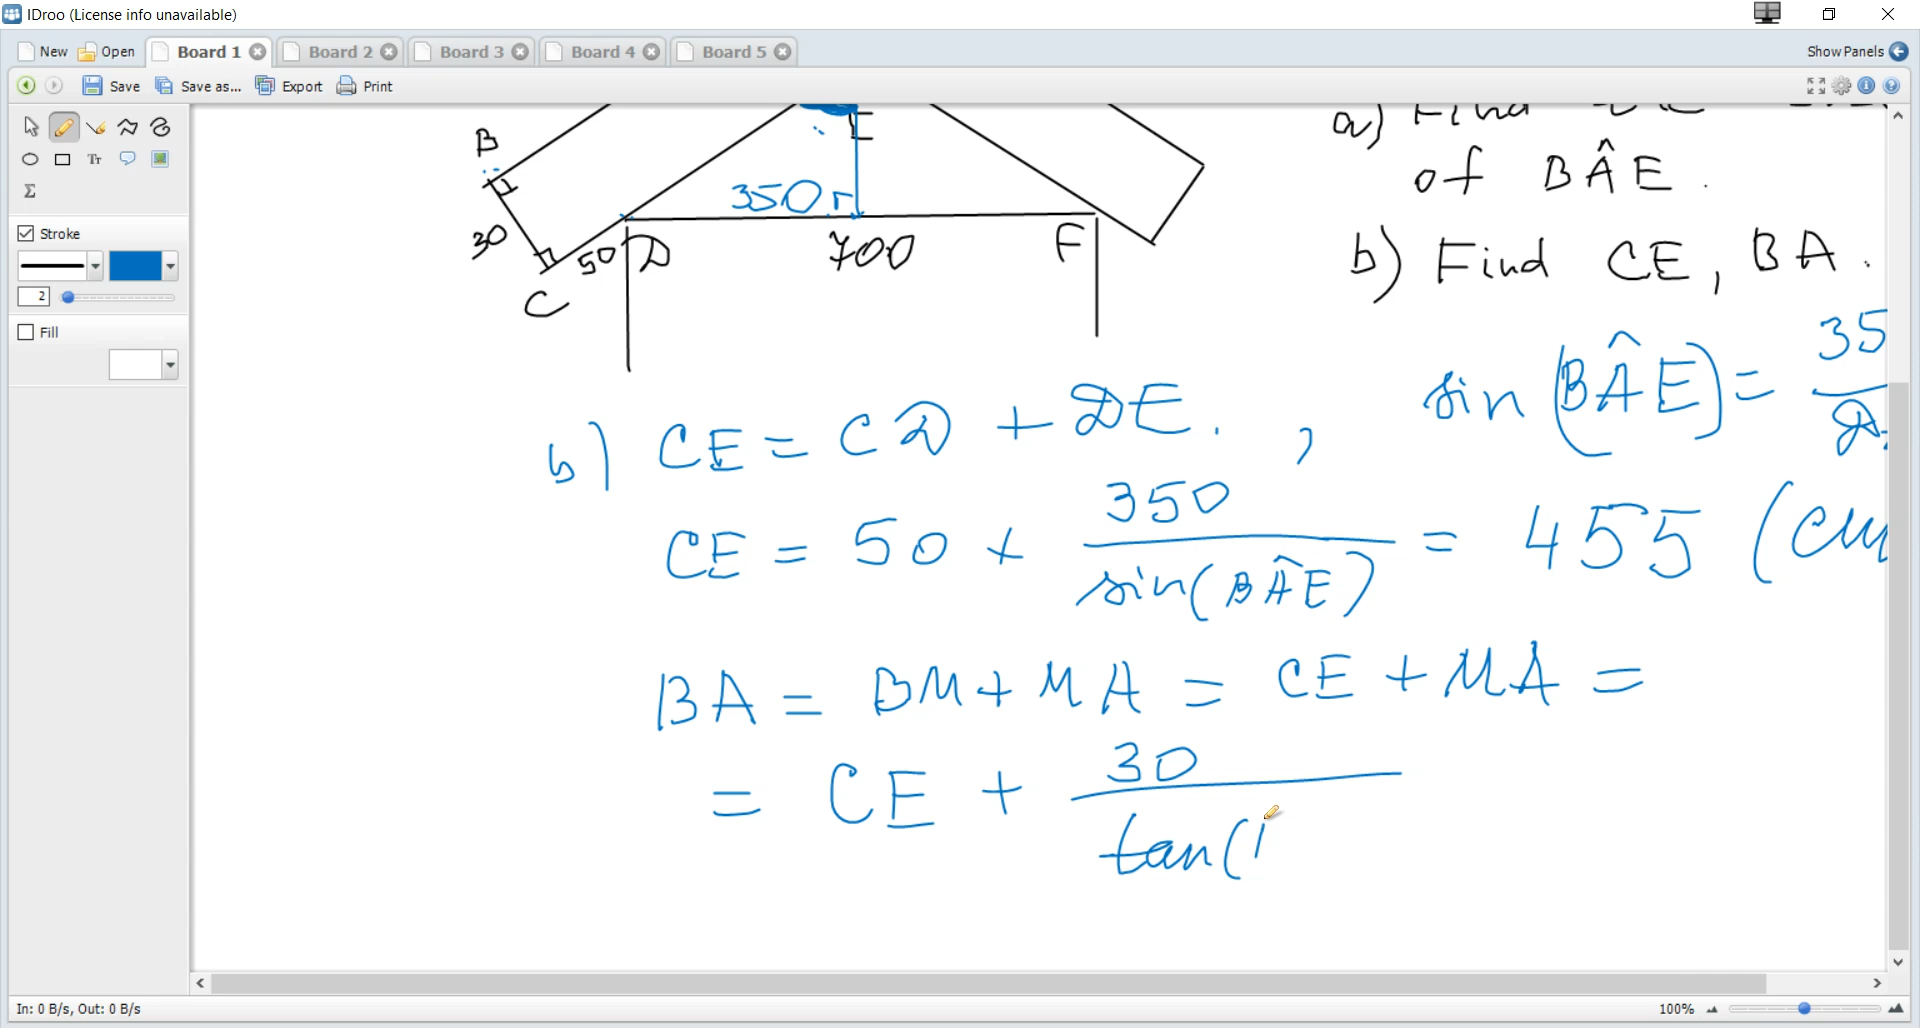 IDroo (License info unavailable)
New Open Board 1 Board 2 Board 3 Board 4 Board 5 Show Panels
Save Save as... Export Print
Tт
Σ
Stroke
2
Fill
B
E
a) Find
350
of BÂE.
30
50 D 700 F
b) Find CE, BA.
C
b) CE = CD + DE. , sin(BÂE) = 35
CE = 50 + 350 / sin(BÂE) = 455 (cm
BA = BM + MA = CE + MA =
= CE + 30 / tan(
In: 0 B/s, Out: 0 B/s 100%